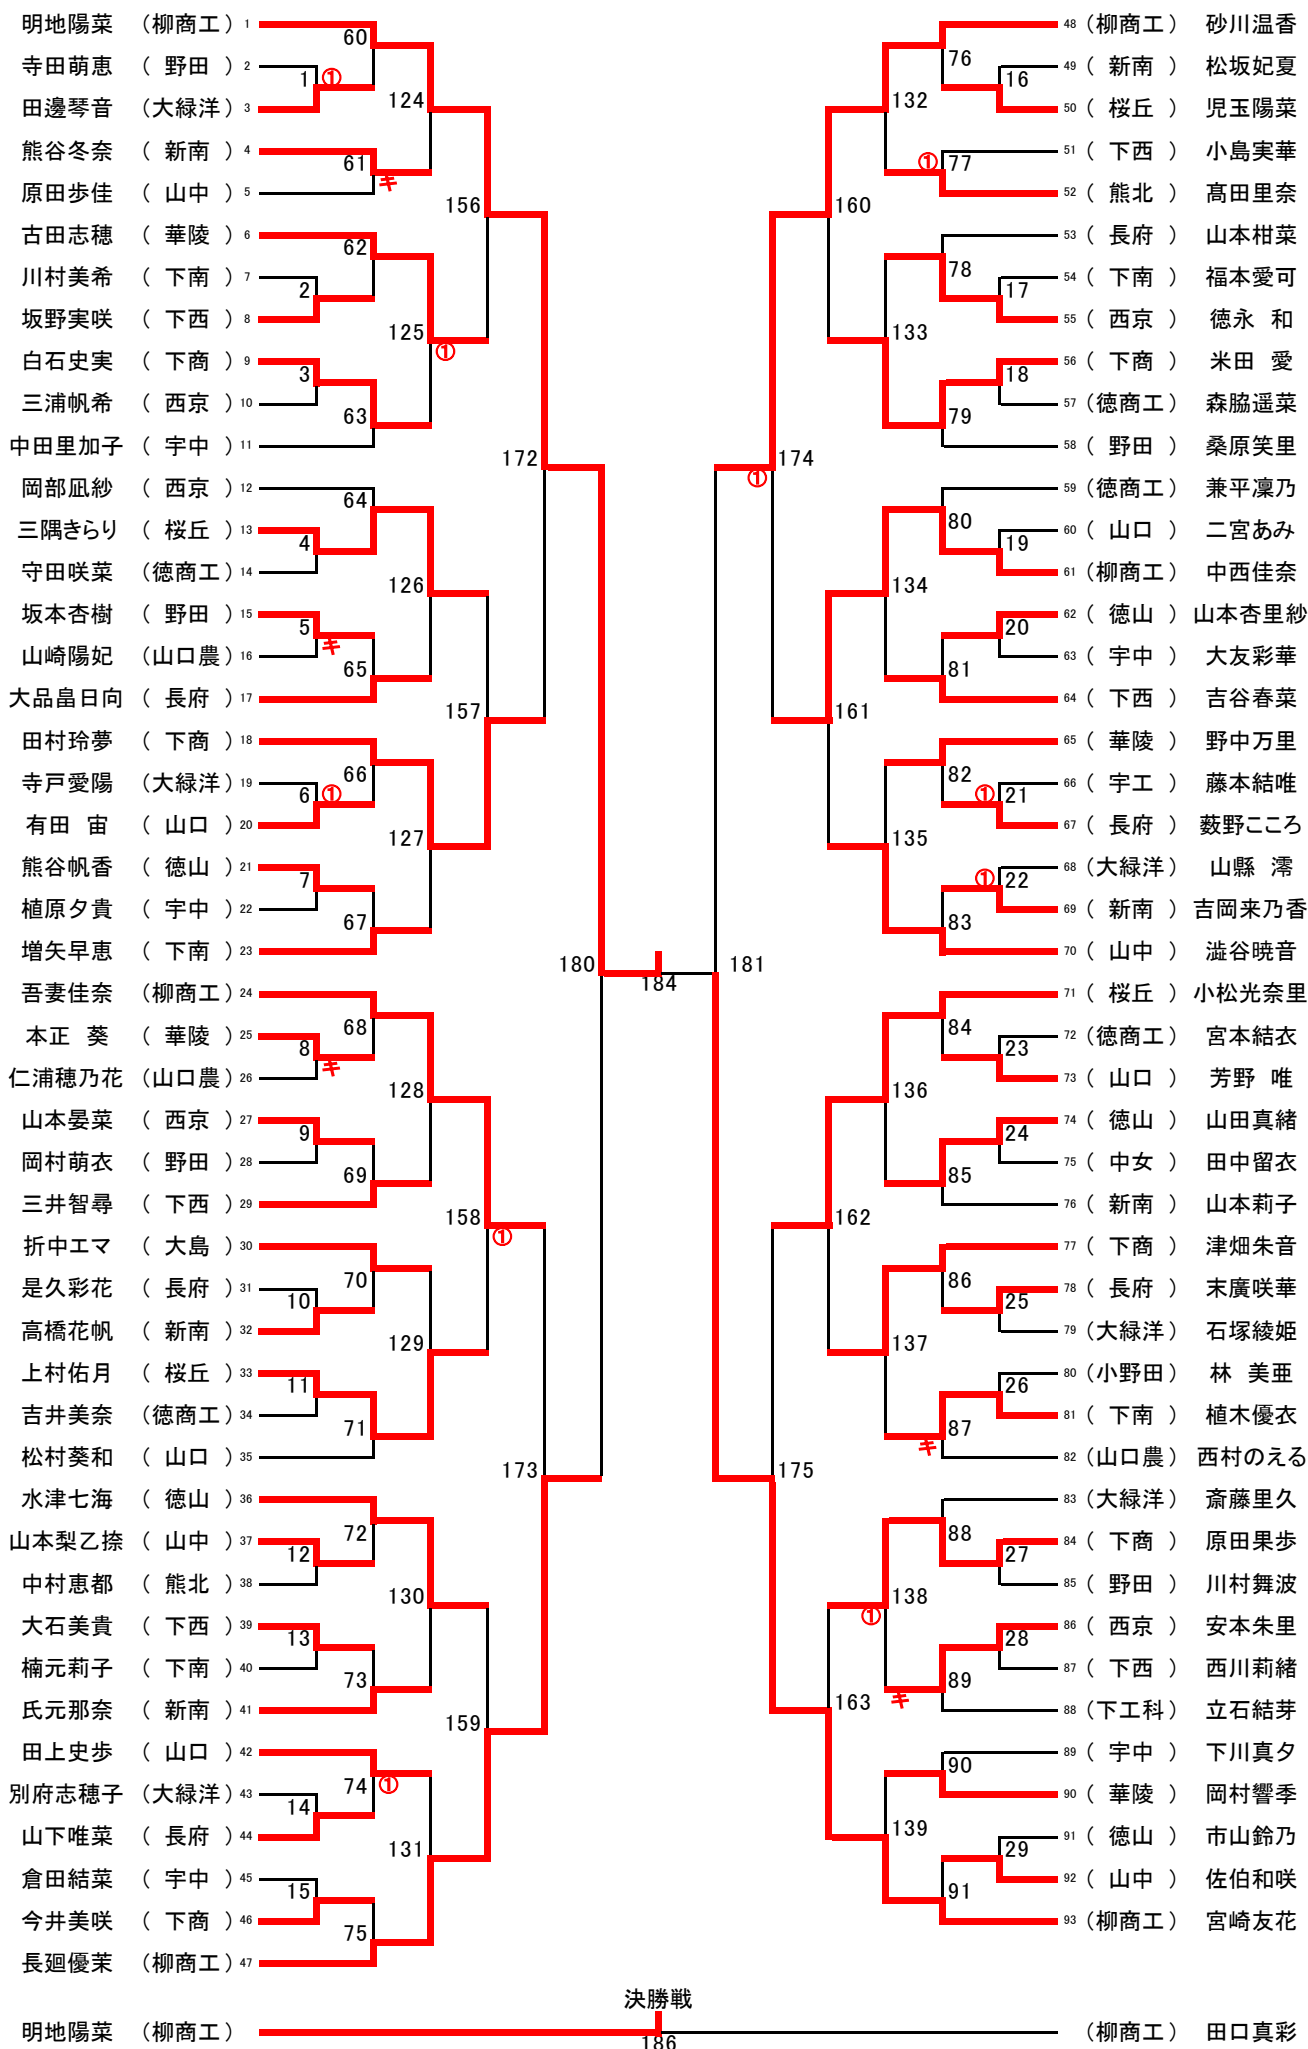 明地陽菜 （柳商工） 1
寺田萌恵 （ 野田 ） 2
田邊琴音 （大緑洋） 3
熊谷冬奈 （ 新南 ） 4
原田歩佳 （ 山中 ） 5
古田志穂 （ 華陵 ） 6
川村美希 （ 下南 ） 7
坂野実咲 （ 下西 ） 8
白石史実 （ 下商 ） 9
三浦帆希 （ 西京 ） 10
中田里加子 （ 宇中 ） 11
岡部凪紗 （ 西京 ） 12
三隅きらり （ 桜丘 ） 13
守田咲菜 （徳商工） 14
坂本杏樹 （ 野田 ） 15
山崎陽妃 （山口農） 16
大品畠日向 （ 長府 ） 17
田村玲夢 （ 下商 ） 18
寺戸愛陽 （大緑洋） 19
有田 宙 （ 山口 ） 20
熊谷帆香 （ 徳山 ） 21
植原夕貴 （ 宇中 ） 22
増矢早恵 （ 下南 ） 23
吾妻佳奈 （柳商工） 24
本正 葵 （ 華陵 ） 25
仁浦穂乃花 （山口農） 26
山本晏菜 （ 西京 ） 27
岡村萌衣 （ 野田 ） 28
三井智尋 （ 下西 ） 29
折中エマ （ 大島 ） 30
是久彩花 （ 長府 ） 31
高橋花帆 （ 新南 ） 32
上村佑月 （ 桜丘 ） 33
吉井美奈 （徳商工） 34
松村葵和 （ 山口 ） 35
水津七海 （ 徳山 ） 36
山本梨乙捺 （ 山中 ） 37
中村恵都 （ 熊北 ） 38
大石美貴 （ 下西 ） 39
楠元莉子 （ 下南 ） 40
氏元那奈 （ 新南 ） 41
田上史歩 （ 山口 ） 42
別府志穂子 （大緑洋） 43
山下唯菜 （ 長府 ） 44
倉田結菜 （ 宇中 ） 45
今井美咲 （ 下商 ） 46
長廻優茉 （柳商工） 47
1 ①
2
3
4
5 キ
6 ①
7
8 キ
9
10
11
12
13
14
15
60
61 キ
62
63
64
65
66
67
68
69
70
71
72
73
74 ①
75
124
125 ①
126
127
128
129
130
131
156
157
158 ①
159
172
173
180
184
181
174 ①
175
160
161
162
163
132
133
134
135
136
137
138 ①
139
76
77 ①
78
79
80
81
82
83
84
85
86
87 キ
88
89 キ
90
91
16
17
18
19
20
21 ①
22 ①
23
24
25
26
27
28
29
48 （柳商工） 砂川温香
49 （ 新南 ） 松坂妃夏
50 （ 桜丘 ） 児玉陽菜
51 （ 下西 ） 小島実華
52 （ 熊北 ） 髙田里奈
53 （ 長府 ） 山本柑菜
54 （ 下南 ） 福本愛可
55 （ 西京 ） 徳永 和
56 （ 下商 ） 米田 愛
57 （徳商工） 森脇遥菜
58 （ 野田 ） 桑原笑里
59 （徳商工） 兼平凜乃
60 （ 山口 ） 二宮あみ
61 （柳商工） 中西佳奈
62 （ 徳山 ） 山本杏里紗
63 （ 宇中 ） 大友彩華
64 （ 下西 ） 吉谷春菜
65 （ 華陵 ） 野中万里
66 （ 宇工 ） 藤本結唯
67 （ 長府 ） 薮野こころ
68 （大緑洋） 山縣 澪
69 （ 新南 ） 吉岡来乃香
70 （ 山中 ） 澁谷暁音
71 （ 桜丘 ） 小松光奈里
72 （徳商工） 宮本結衣
73 （ 山口 ） 芳野 唯
74 （ 徳山 ） 山田真緒
75 （ 中女 ） 田中留衣
76 （ 新南 ） 山本莉子
77 （ 下商 ） 津畑朱音
78 （ 長府 ） 末廣咲華
79 （大緑洋） 石塚綾姫
80 （小野田） 林 美亜
81 （ 下南 ） 植木優衣
82 （山口農） 西村のえる
83 （大緑洋） 斎藤里久
84 （ 下商 ） 原田果歩
85 （ 野田 ） 川村舞波
86 （ 西京 ） 安本朱里
87 （ 下西 ） 西川莉緒
88 （下工科） 立石結芽
89 （ 宇中 ） 下川真夕
90 （ 華陵 ） 岡村響季
91 （ 徳山 ） 市山鈴乃
92 （ 山中 ） 佐伯和咲
93 （柳商工） 宮崎友花
決勝戦
明地陽菜 （柳商工） 186 （柳商工） 田口真彩